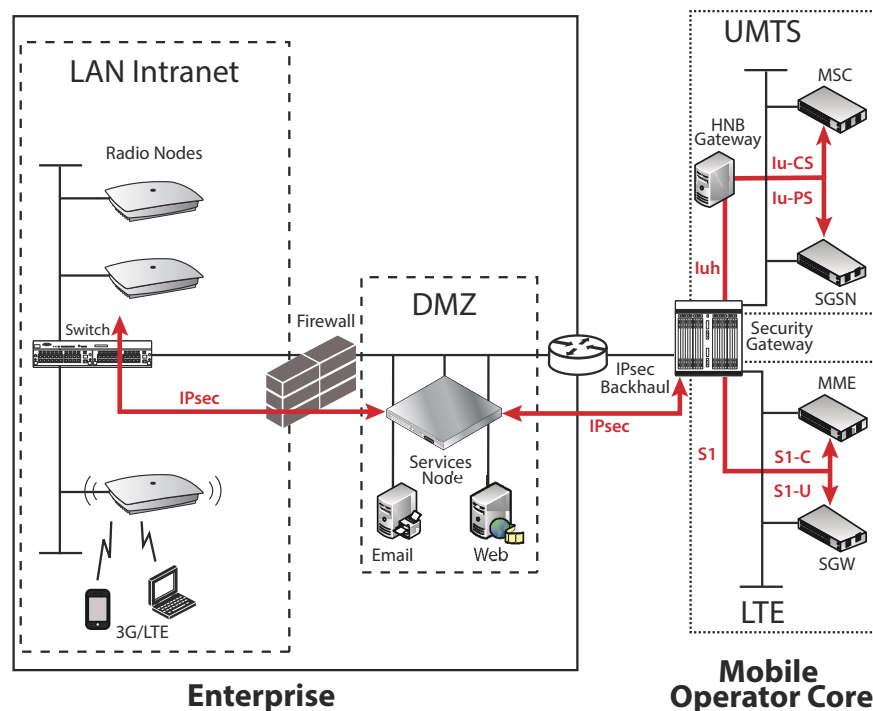 LAN Intranet
Radio Nodes
Switch
IPsec
3G/LTE
Firewall
DMZ
Services
Node
Email
Web
Enterprise
IPsec
Backhaul
IPsec
UMTS
MSC
HNB
Gateway
Iu-CS
Iu-PS
Iuh
SGSN
Security
Gateway
MME
S1
S1-C
S1-U
SGW
LTE
Mobile
Operator Core